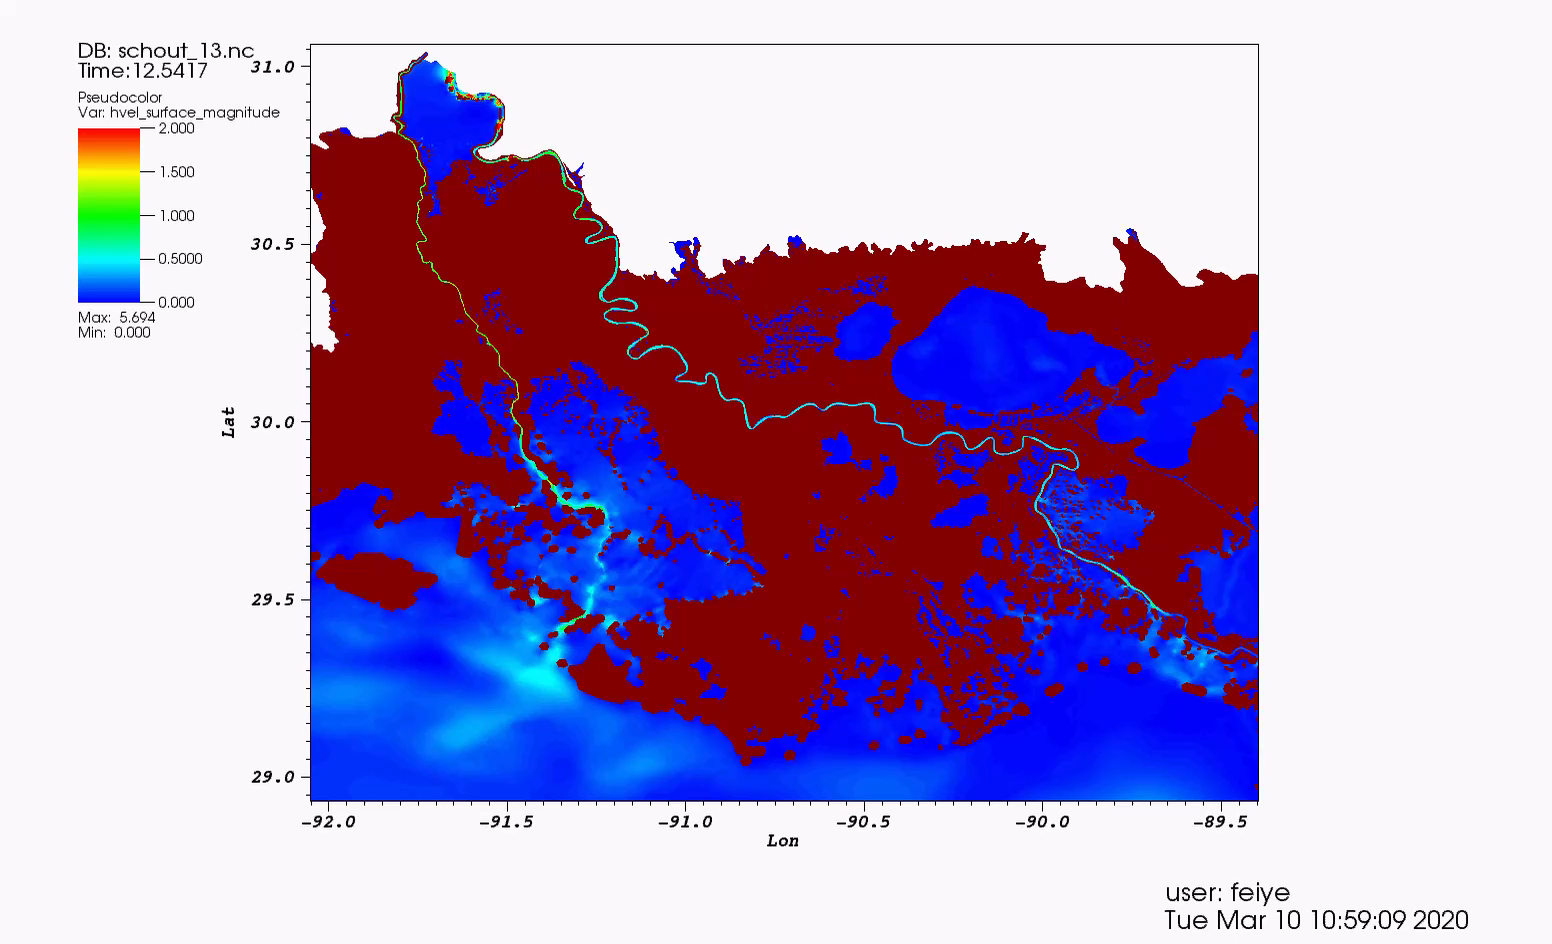 DB: schout_13.nc
Time:12.5417
Pseudocolor
Var: hvel_surface_magnitude
2.000
1.500
1.000
0.5000
0.000
Max: 5.694
Min: 0.000
31.0
30.5
30.0
29.5
29.0
Lat
-92.0 -91.5 -91.0 -90.5 -90.0 -89.5
Lon
user: feiye
Tue Mar 10 10:59:09 2020